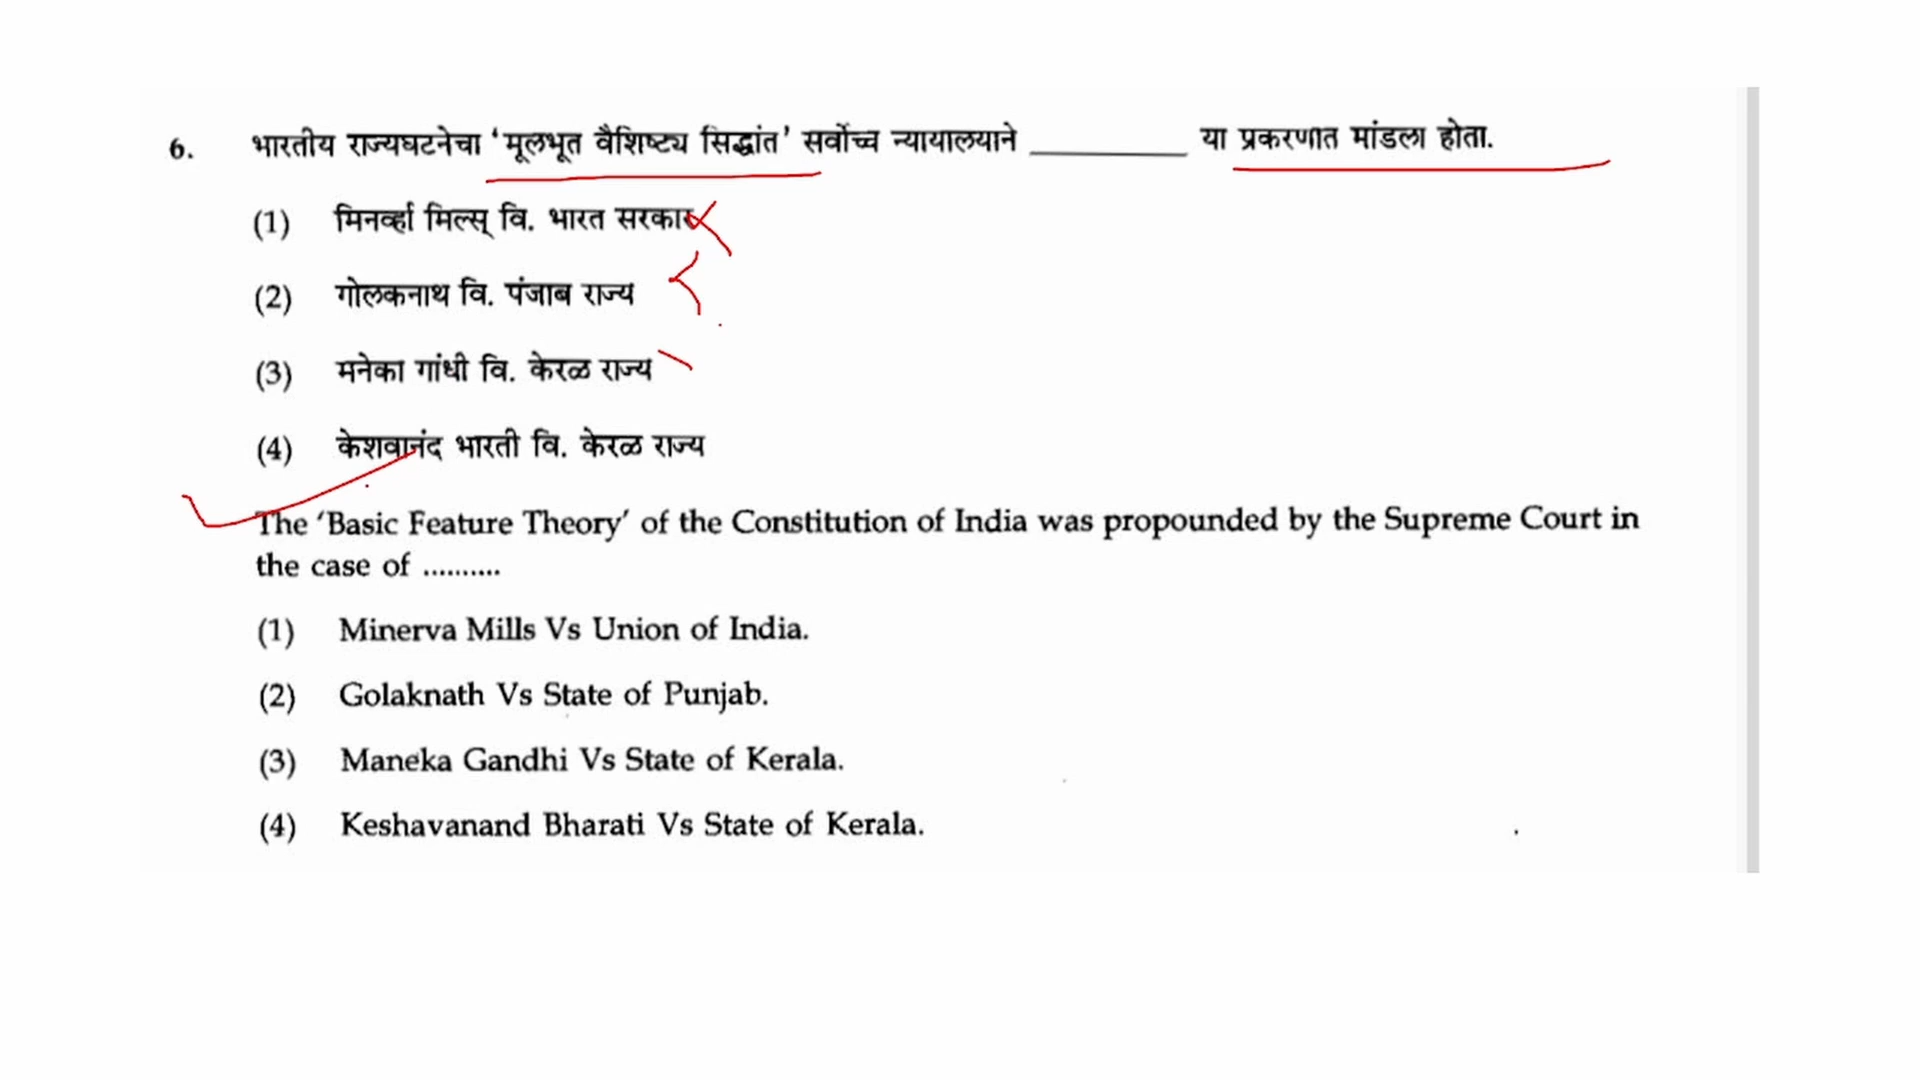 6. भारतीय राज्यघटनेचा ‘मूलभूत वैशिष्ट्य सिद्धांत’ सर्वोच्च न्यायालयाने __________ या प्रकरणात मांडला होता.
(1) मिनर्व्हा मिल्स् वि. भारत सरकार
(2) गोलकनाथ वि. पंजाब राज्य
(3) मनेका गांधी वि. केरळ राज्य
(4) केशवानंद भारती वि. केरळ राज्य
The ‘Basic Feature Theory’ of the Constitution of India was propounded by the Supreme Court in
the case of ..........
(1) Minerva Mills Vs Union of India.
(2) Golaknath Vs State of Punjab.
(3) Maneka Gandhi Vs State of Kerala.
(4) Keshavanand Bharati Vs State of Kerala.